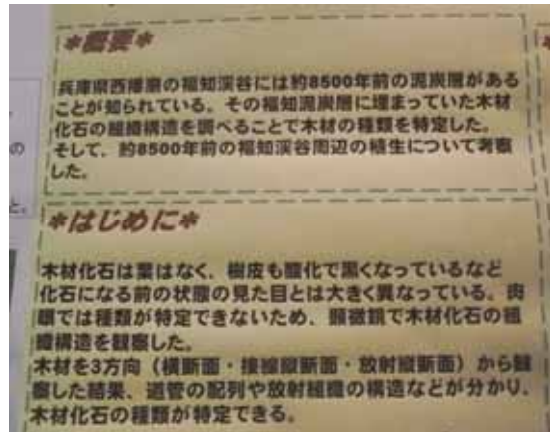 *概要*
兵庫県西播磨の福知渓谷には約8500年前の泥炭層がある
ことが知られている。その福知泥炭層に埋まっていた木材
化石の組織構造を調べることで木材の種類を特定した。
そして、約8500年前の福知渓谷周辺の植生について考察
した。
*はじめに*
木材化石は葉はなく、樹皮も酸化で黒くなっているなど
化石になる前の状態の見た目とは大きく異なっている。肉
眼では種類が特定できないため、顕微鏡で木材化石の組
織構造を観察した。
木材を3方向（横断面・接線縦断面・放射縦断面）から観
察した結果、道管の配列や放射組織の構造などが分かり、
木材化石の種類が特定できる。